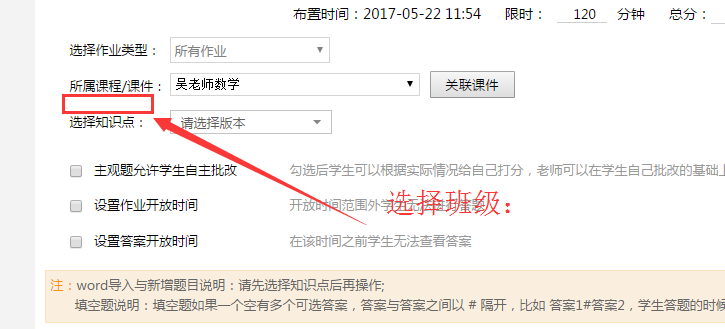 布置时间：2017-05-22 11:54 限时： 120 分钟 总分：
选择作业类型： 所有作业
所属课程/课件： 吴老师数学 关联课件
选择知识点： 请选择版本
主观题允许学生自主批改 勾选后学生可以根据实际情况给自己打分，老师可以在学生自己批改的基础上
选择班级：
设置作业开放时间 开放时间范围外学生无法进行答题
设置答案开放时间 在该时间之前学生无法查看答案
注：word导入与新增题目说明：请先选择知识点后再操作;
填空题说明：填空题如果一个空有多个可选答案，答案与答案之间以 # 隔开，比如 答案1#答案2，学生答题的时候